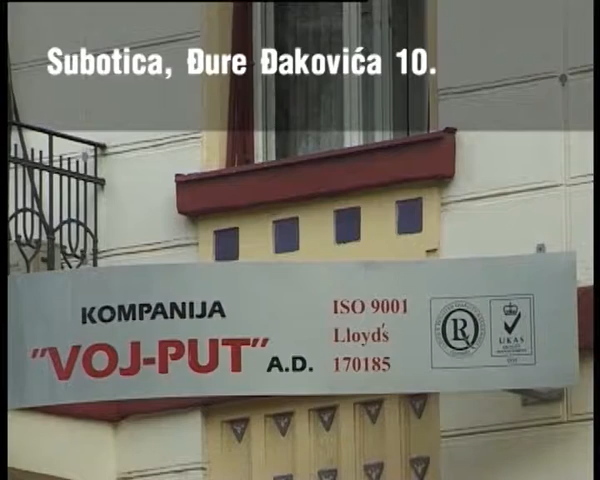 Subotica, Đure Đakovića 10.
KOMPANIJA
"VOJ-PUT" A.D.
ISO 9001
Lloyd's
170185
R
UKAS